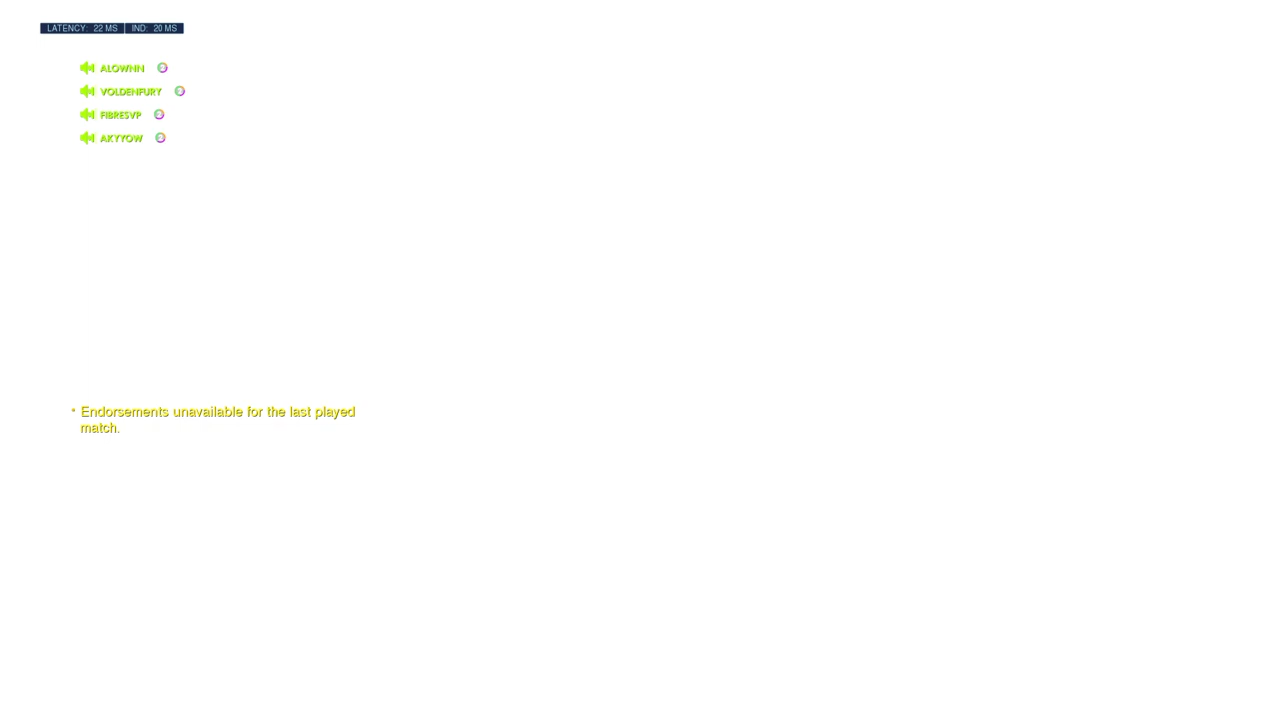 LATENCY: 22 MS | IND: 20 MS
ALOWNN
VOLDENFURY
FIBRESVP
AKYYOW
* Endorsements unavailable for the last played
match.